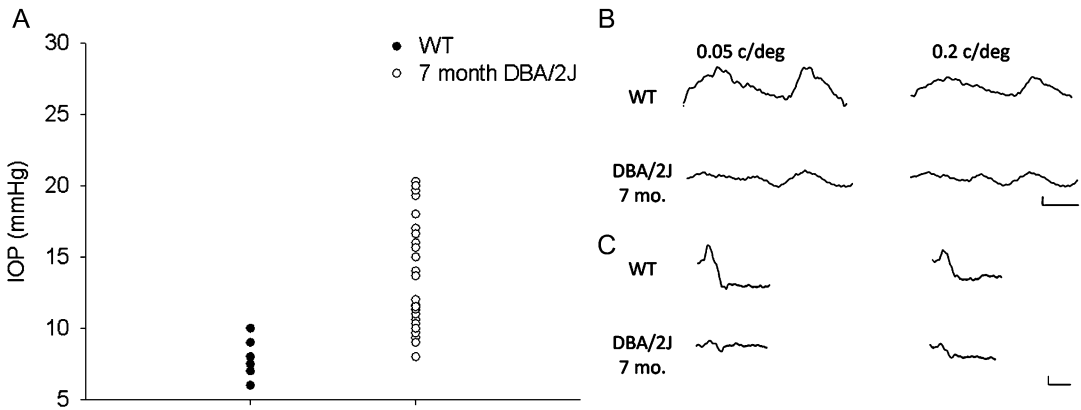 A
30
25
20
15
10
5
IOP (mmHg)
WT
7 month DBA/2J
B
0.05 c/deg
0.2 c/deg
WT
DBA/2J
7 mo.
C
WT
DBA/2J
7 mo.